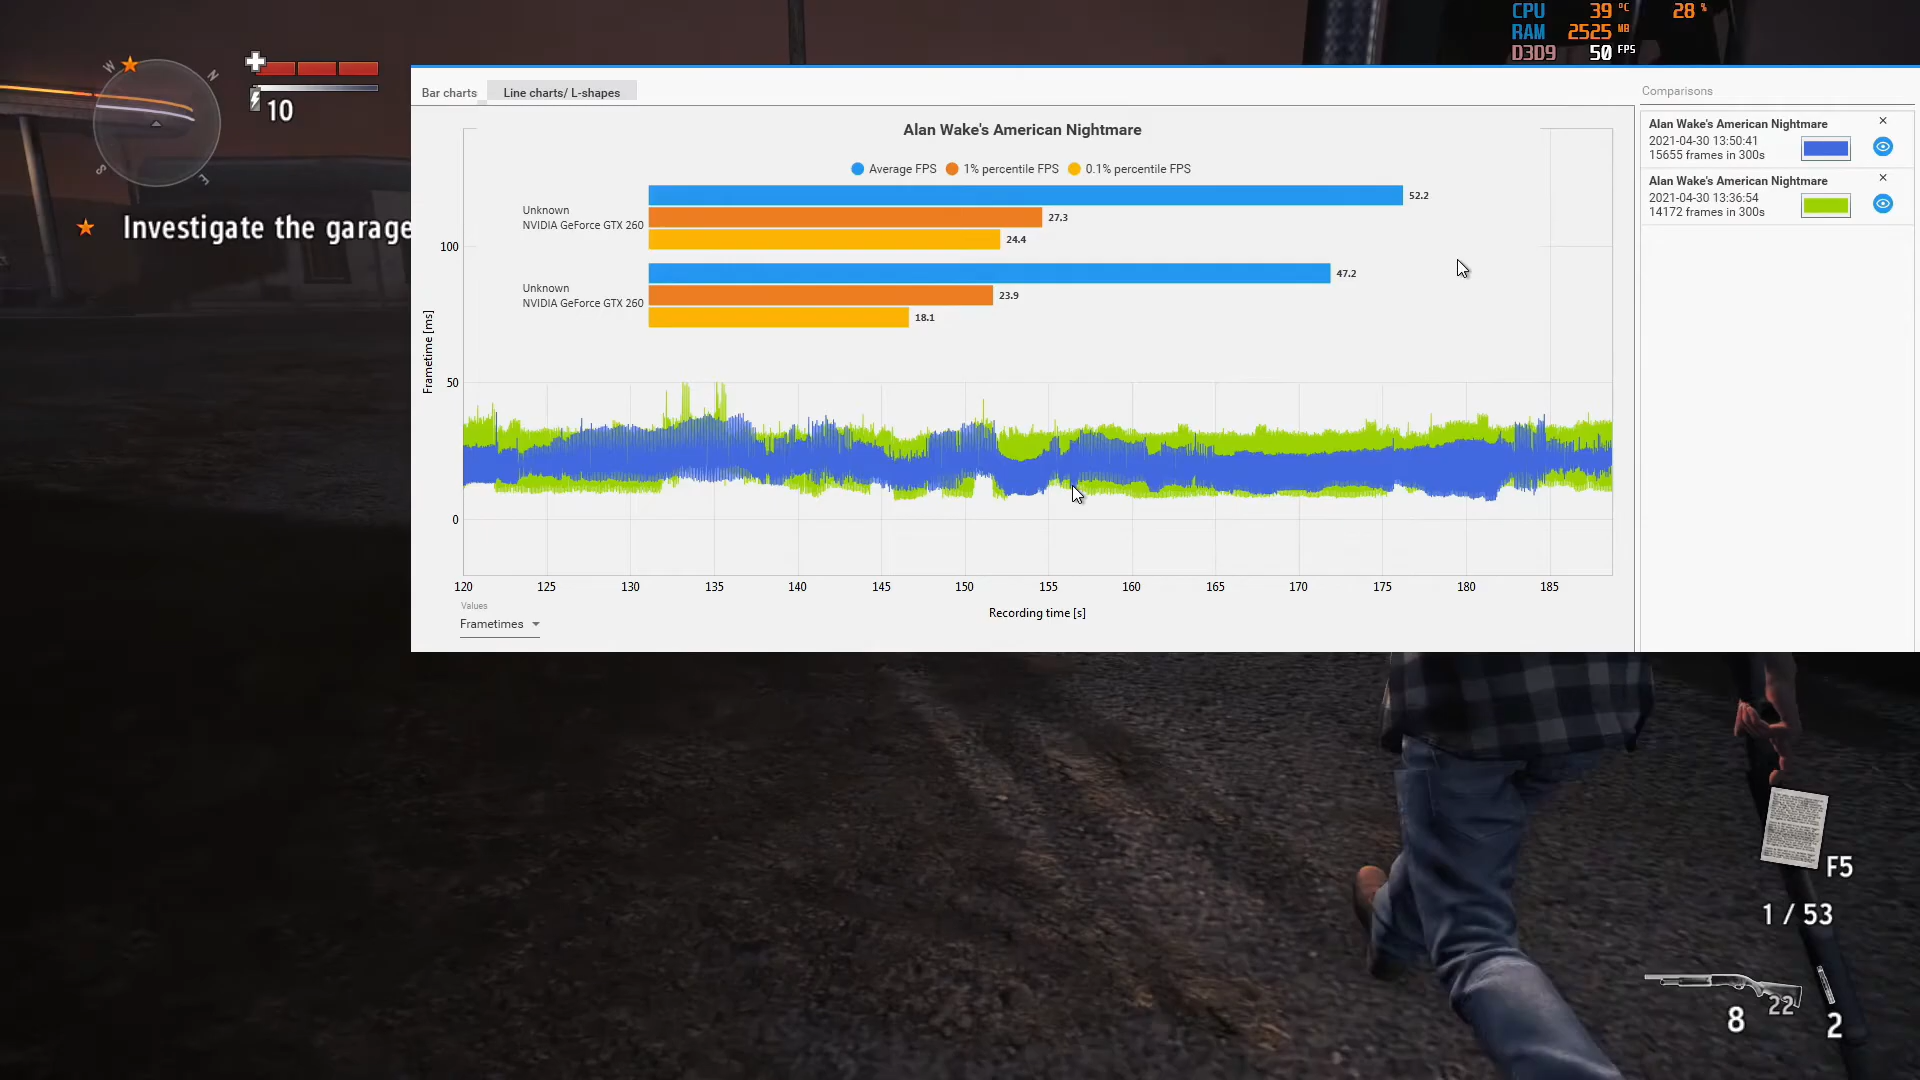 CPU 39 °C 28 %
RAM 2525 MB
D3D9 50 FPS
W N
S
10
Investigate the garage
Bar charts Line charts/ L-shapes
Comparisons
Alan Wake's American Nightmare
Average FPS 1% percentile FPS 0.1% percentile FPS
Unknown
NVIDIA GeForce GTX 260
52.2
27.3
24.4
Unknown
NVIDIA GeForce GTX 260
47.2
23.9
18.1
Frametime [ms]
100
50
0
120 125 130 135 140 145 150 155 160 165 170 175 180 185
Recording time [s]
Values
Frametimes
Alan Wake's American Nightmare
2021-04-30 13:50:41
15655 frames in 300s
Alan Wake's American Nightmare
2021-04-30 13:36:54
14172 frames in 300s
F5
1 / 53
8 22 2